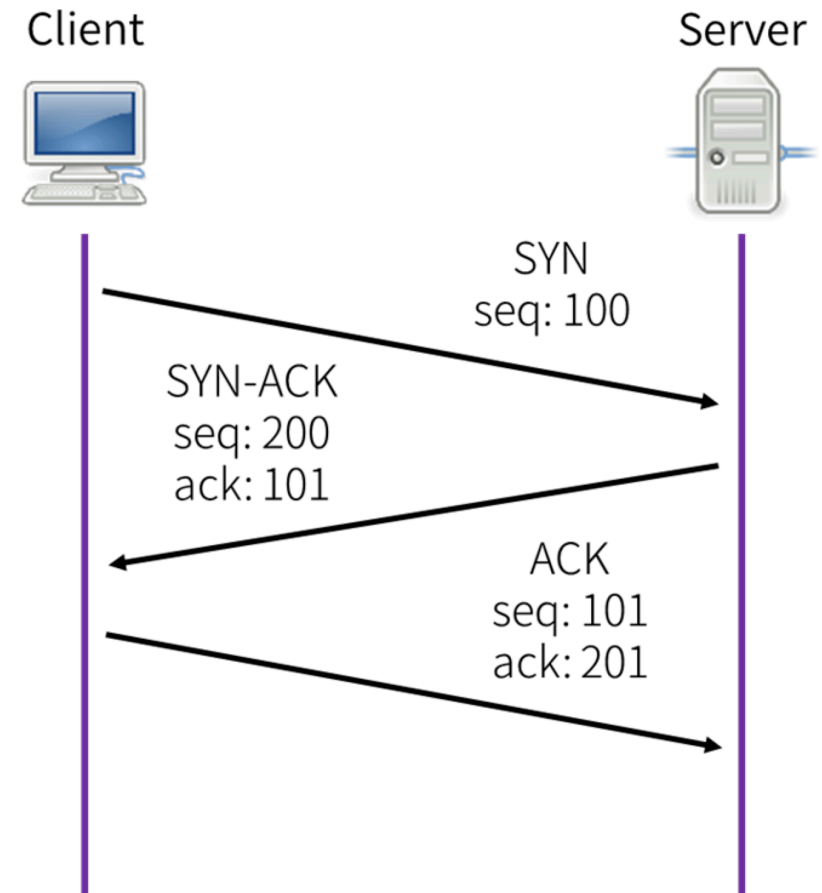 Client
Server
SYN
seq: 100
SYN-ACK
seq: 200
ack: 101
ACK
seq: 101
ack: 201